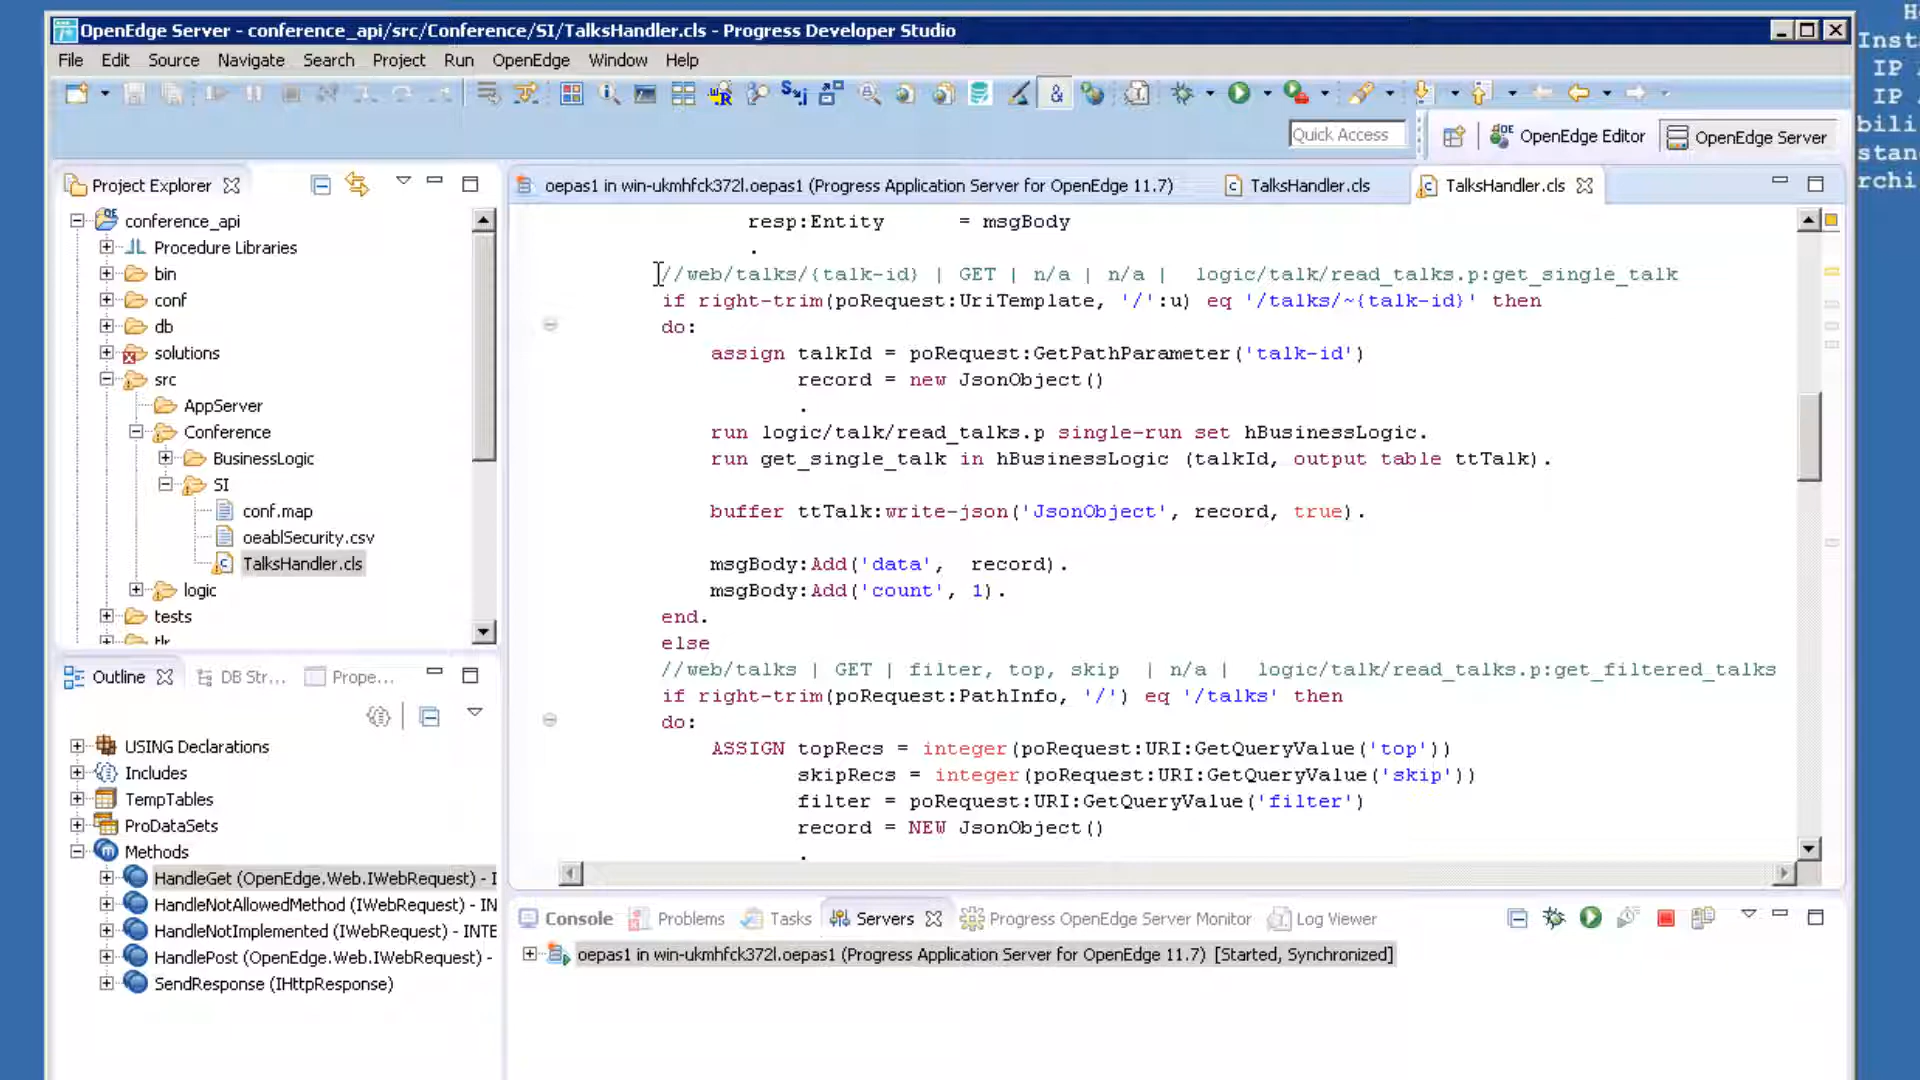 OpenEdge Server - conference_api/src/Conference/SI/TalksHandler.cls - Progress Developer Studio
File Edit Source Navigate Search Project Run OpenEdge Window Help
Quick Access
OpenEdge Editor
OpenEdge Server
Project Explorer
conference_api
Procedure Libraries
bin
conf
db
solutions
src
AppServer
Conference
BusinessLogic
SI
conf.map
oeablSecurity.csv
TalksHandler.cls
logic
tests
Outline
DB Str...
Prope...
USING Declarations
Includes
TempTables
ProDataSets
Methods
HandleGet (OpenEdge.Web.IWebRequest) - I
HandleNotAllowedMethod (IWebRequest) - IN
HandleNotImplemented (IWebRequest) - INTE
HandlePost (OpenEdge.Web.IWebRequest) -
SendResponse (IHttpResponse)
oepas1 in win-ukmhfck372l.oepas1 (Progress Application Server for OpenEdge 11.7)
TalksHandler.cls
TalksHandler.cls
resp:Entity = msgBody
.
//web/talks/{talk-id} | GET | n/a | n/a | logic/talk/read_talks.p:get_single_talk
if right-trim(poRequest:UriTemplate, '/':u) eq '/talks/~{talk-id}' then
do:
assign talkId = poRequest:GetPathParameter('talk-id')
record = new JsonObject()
.
run logic/talk/read_talks.p single-run set hBusinessLogic.
run get_single_talk in hBusinessLogic (talkId, output table ttTalk).
buffer ttTalk:write-json('JsonObject', record, true).
msgBody:Add('data', record).
msgBody:Add('count', 1).
end.
else
//web/talks | GET | filter, top, skip | n/a | logic/talk/read_talks.p:get_filtered_talks
if right-trim(poRequest:PathInfo, '/') eq '/talks' then
do:
ASSIGN topRecs = integer(poRequest:URI:GetQueryValue('top'))
skipRecs = integer(poRequest:URI:GetQueryValue('skip'))
filter = poRequest:URI:GetQueryValue('filter')
record = NEW JsonObject()
.
Console
Problems
Tasks
Servers
Progress OpenEdge Server Monitor
Log Viewer
oepas1 in win-ukmhfck372l.oepas1 (Progress Application Server for OpenEdge 11.7) [Started, Synchronized]
H
Inst
IP
IP
bili
stan
rchi